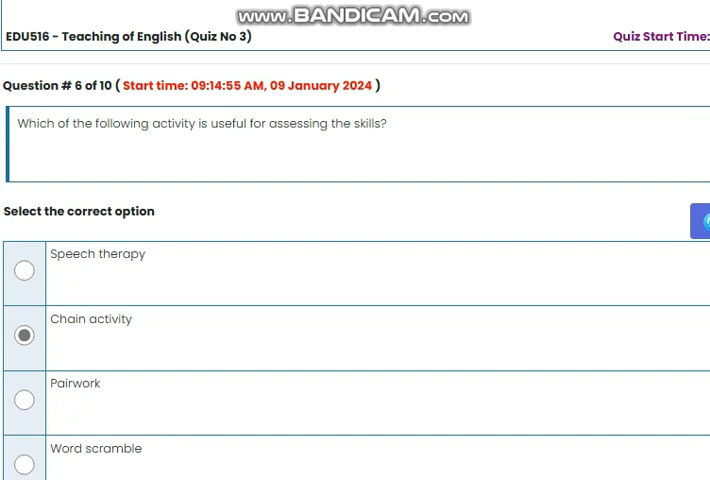 www.BANDICAM.com
EDU516 - Teaching of English (Quiz No 3)
Quiz Start Time:
Question # 6 of 10 ( Start time: 09:14:55 AM, 09 January 2024 )
Which of the following activity is useful for assessing the skills?
Select the correct option
Speech therapy
Chain activity
Pairwork
Word scramble